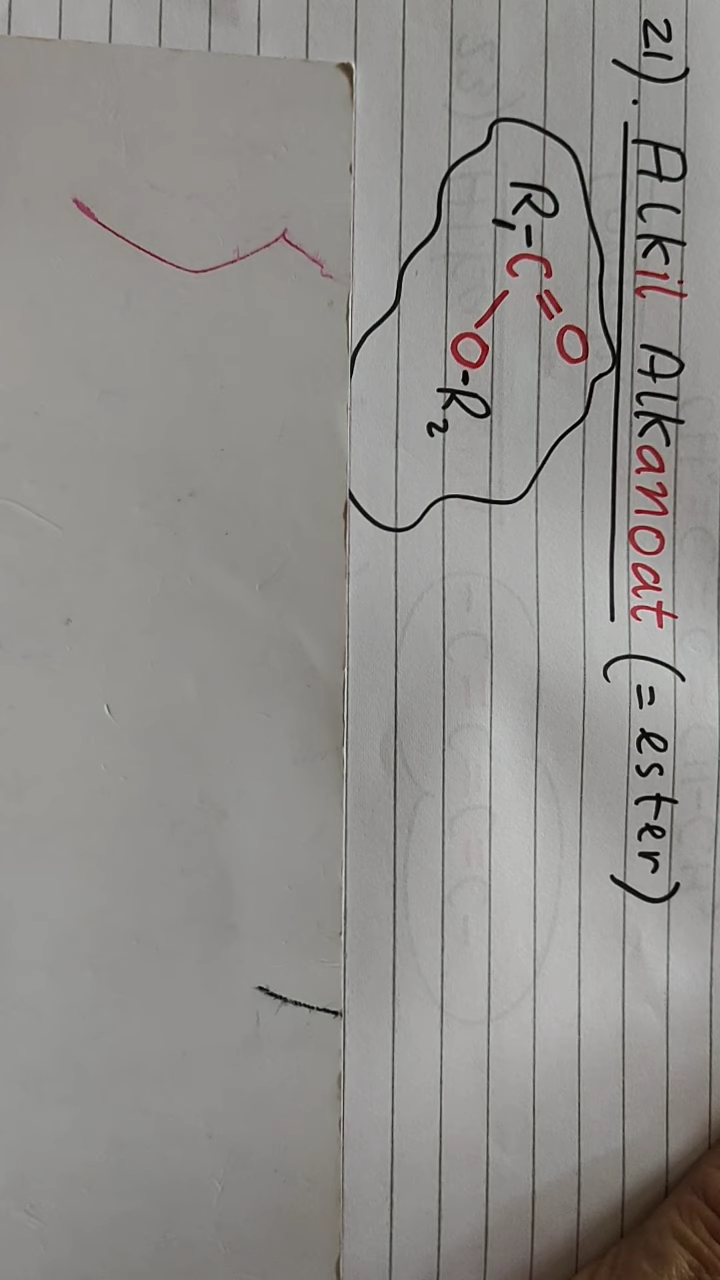 21). Alkil Alkanoat (= ester)
R₁-C=O
O-R₂